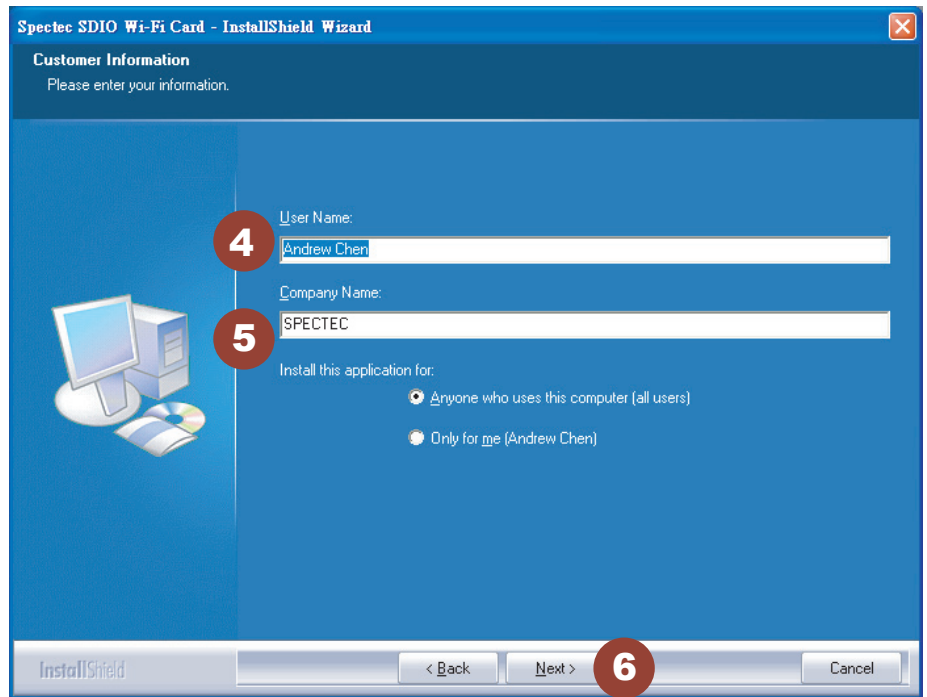 Spectec SDIO Wi-Fi Card - InstallShield Wizard
Customer Information
Please enter your information.
User Name:
4
Andrew Chen
Company Name:
5
SPECTEC
Install this application for:
Anyone who uses this computer (all users)
Only for me (Andrew Chen)
InstallShield
< Back
Next >
6
Cancel